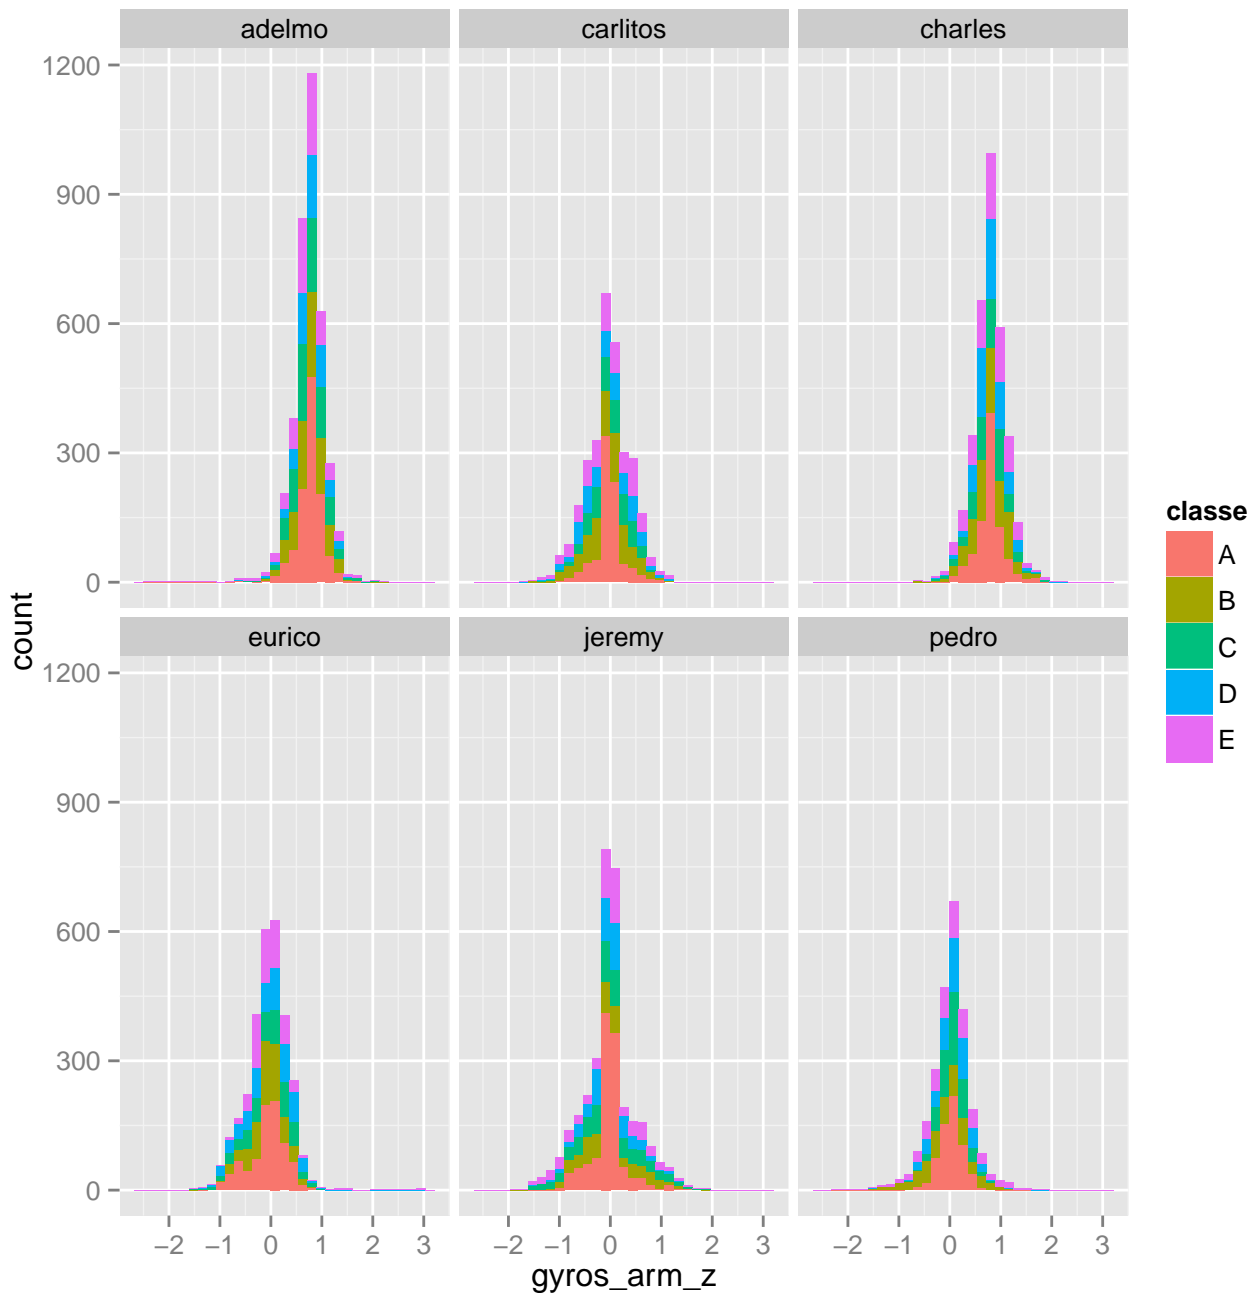 adelmo carlitos charles
1200
900
600
300
0
eurico jeremy pedro
1200
900
600
300
0
−2 −1 0 1 2 3 −2 −1 0 1 2 3 −2 −1 0 1 2 3
gyros_arm_z
count
classe
A
B
C
D
E